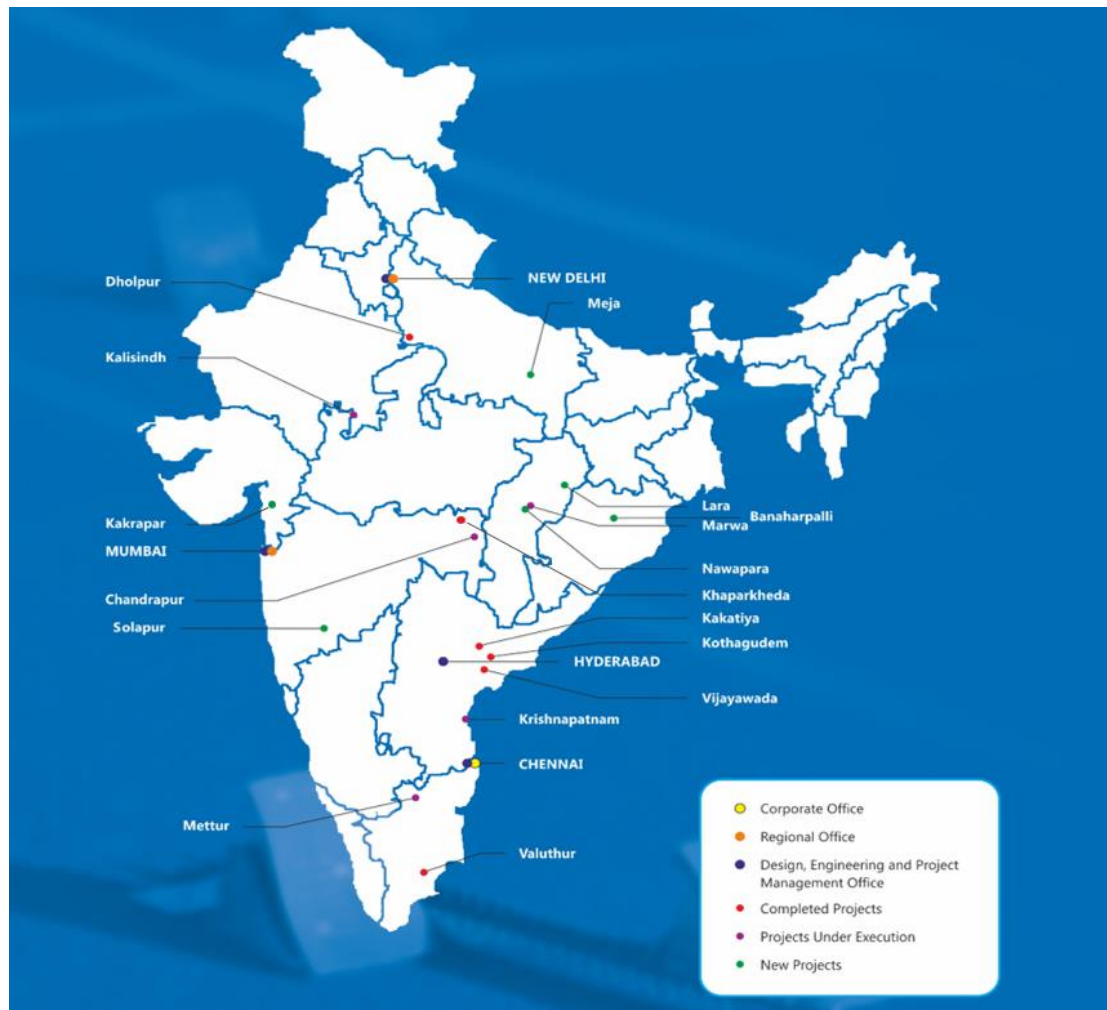 NEW DELHI
Dholpur
Meja
Kalisindh
Lara
Kakrapar
Banaharpalli
Marwa
MUMBAI
Nawapara
Khaparkheda
Chandrapur
Kakatiya
Solapur
Kothagudem
HYDERABAD
Vijayawada
Krishnapatnam
CHENNAI
Mettur
Valuthur
Corporate Office
Regional Office
Design, Engineering and Project
Management Office
Completed Projects
Projects Under Execution
New Projects